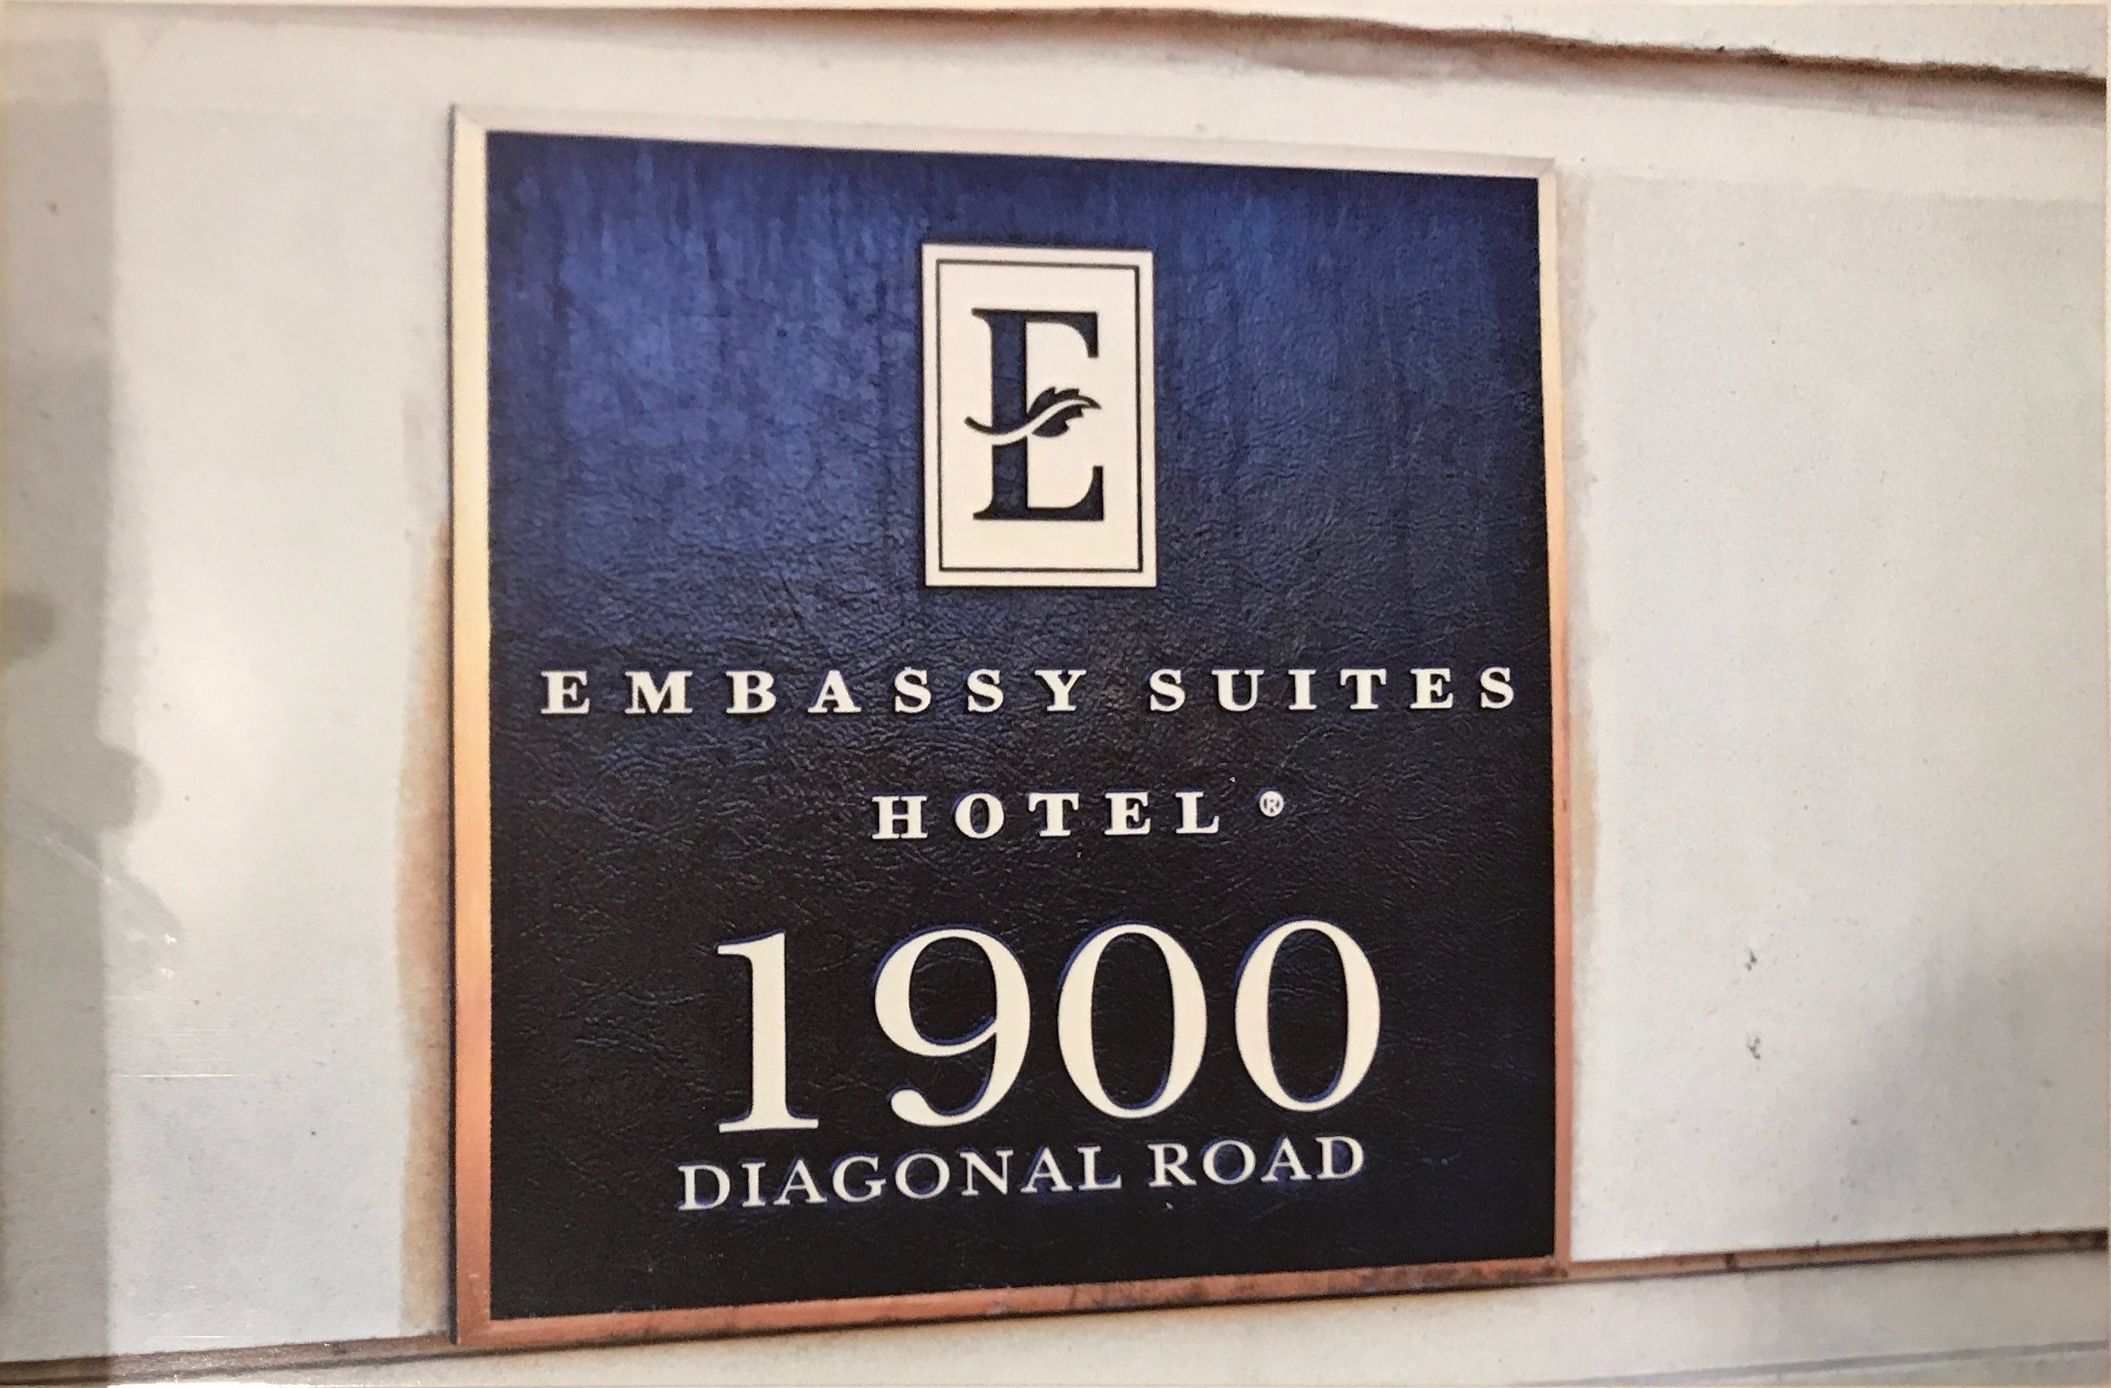 E
EMBASSY SUITES
HOTEL®
1900
DIAGONAL ROAD